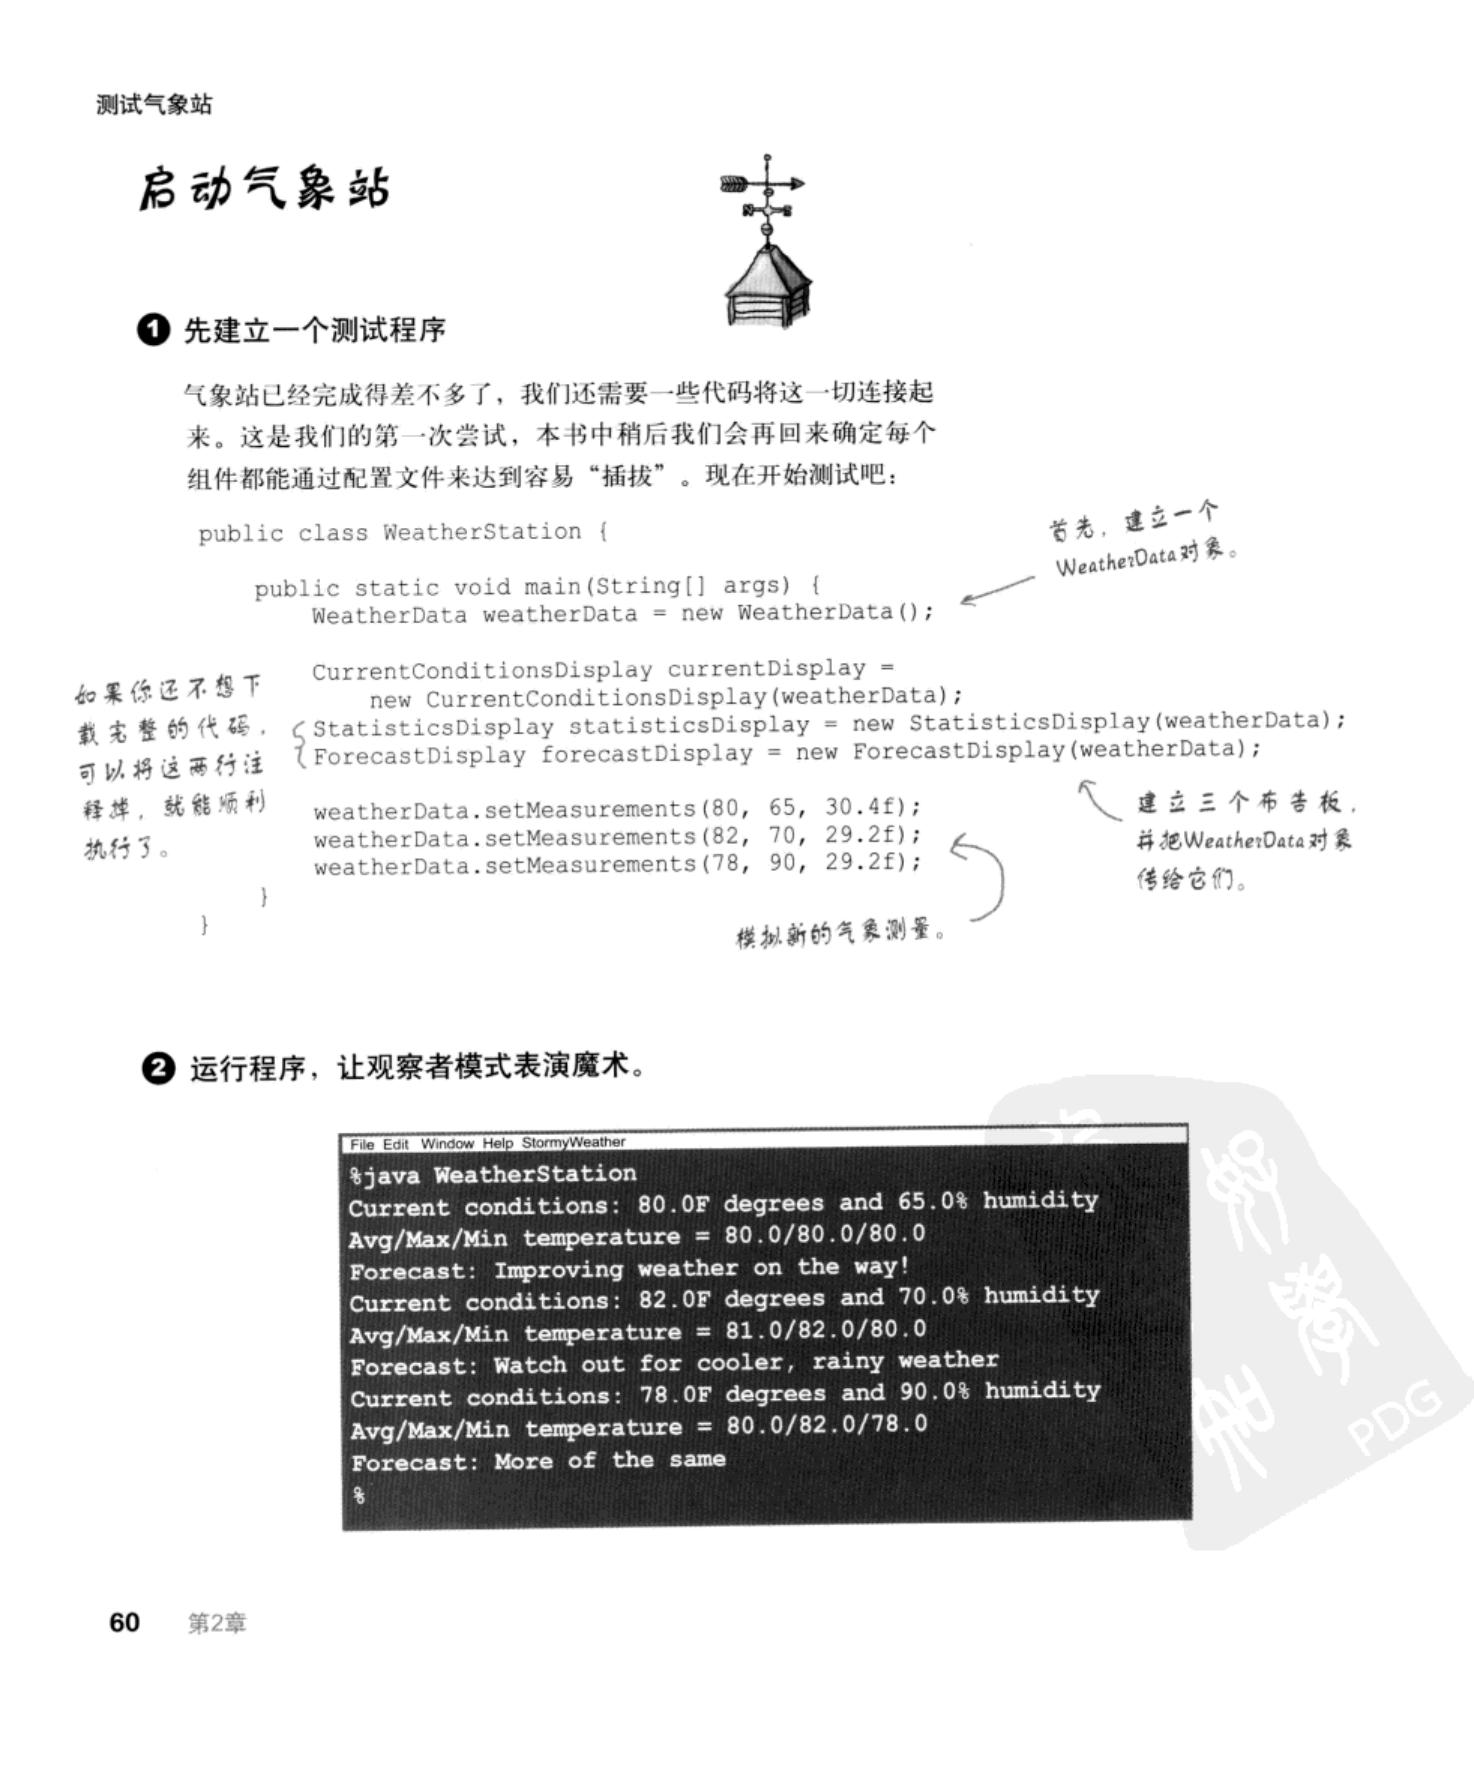 测试气象站
启动气象站
N E
1 先建立一个测试程序
气象站已经完成得差不多了，我们还需要一些代码将这一切连接起
来。这是我们的第一次尝试，本书中稍后我们会再回来确定每个
组件都能通过配置文件来达到容易“插拔”。现在开始测试吧：
public class WeatherStation {
首先，建立一个
WeatherData对象。
public static void main(String[] args) {
WeatherData weatherData = new WeatherData();
CurrentConditionsDisplay currentDisplay =
new CurrentConditionsDisplay(weatherData);
StatisticsDisplay statisticsDisplay = new StatisticsDisplay(weatherData);
ForecastDisplay forecastDisplay = new ForecastDisplay(weatherData);
如果你还不想下
载完整的代码，
可以将这两行注
释掉，就能顺利
执行了。
建立三个布告板，
并把WeatherData对象
传给它们。
weatherData.setMeasurements(80, 65, 30.4f);
weatherData.setMeasurements(82, 70, 29.2f);
weatherData.setMeasurements(78, 90, 29.2f);
}
}
模拟新的气象测量。
2 运行程序，让观察者模式表演魔术。
File Edit Window Help StormyWeather
%java WeatherStation
Current conditions: 80.0F degrees and 65.0% humidity
Avg/Max/Min temperature = 80.0/80.0/80.0
Forecast: Improving weather on the way!
Current conditions: 82.0F degrees and 70.0% humidity
Avg/Max/Min temperature = 81.0/82.0/80.0
Forecast: Watch out for cooler, rainy weather
Current conditions: 78.0F degrees and 90.0% humidity
Avg/Max/Min temperature = 80.0/82.0/78.0
Forecast: More of the same
%
PDG
60 第2章